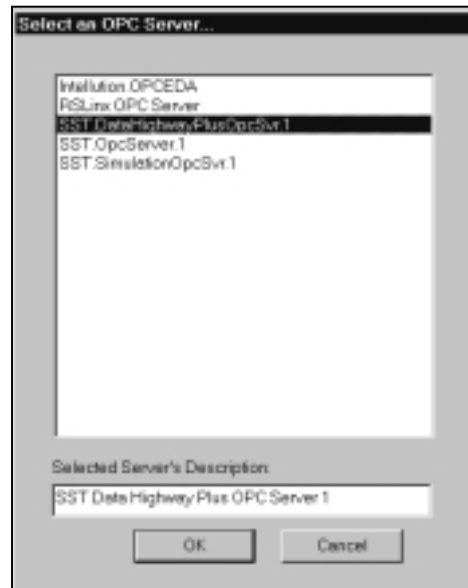 Select an OPC Server...
Intellution.OPCEDA
RSLinx OPC Server
SST.DataHighwayPlusOpcSvr.1
SST.OpcServer.1
SST.SimulationOpcSvr.1
Selected Server's Description:
SST Data Highway Plus OPC Server 1
OK
Cancel